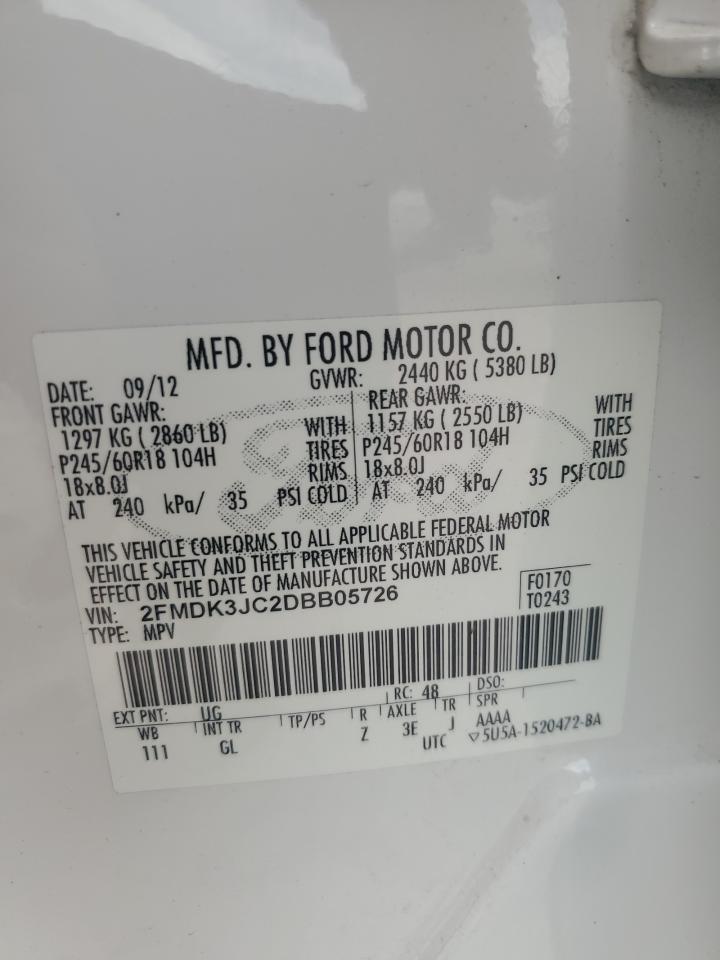 MFD. BY FORD MOTOR CO.
DATE: 09/12 GVWR: 2440 KG ( 5380 LB)
FRONT GAWR: REAR GAWR:
1297 KG ( 2860 LB) WITH 1157 KG ( 2550 LB) WITH
P245/60R18 104H TIRES P245/60R18 104H TIRES
18x8.0J RIMS 18x8.0J RIMS
AT 240 kPa/ 35 PSI COLD AT 240 kPa/ 35 PSI COLD
THIS VEHICLE CONFORMS TO ALL APPLICABLE FEDERAL MOTOR
VEHICLE SAFETY AND THEFT PREVENTION STANDARDS IN
EFFECT ON THE DATE OF MANUFACTURE SHOWN ABOVE.
VIN: 2FMDK3JC2DBB05726 F0170
TYPE: MPV T0243
EXT PNT: UG RC: 48 DSO:
WB INT TR TP/PS R AXLE TR SPR
111 GL Z 3E J AAAA
UTC ▽5U5A-1520472-BA